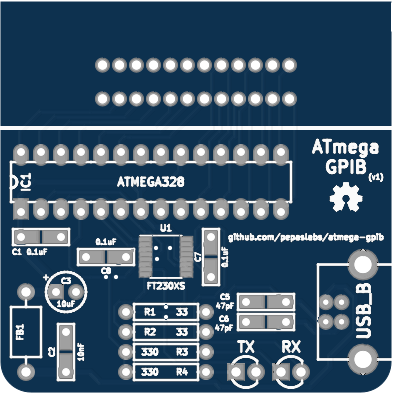 ATmega
GPIB
(v1)
IC1
ATMEGA328
C1 0.1uF
0.1uF
C8
U1
FT230XS
C7
0.1uF
github.com/pepaslabs/atmega-gpib
+
C3
10uF
FB1
C2
10nF
R1 33
R2 33
330 R3
330 R4
C5
47pF
C6
47pF
USB_B
TX
RX